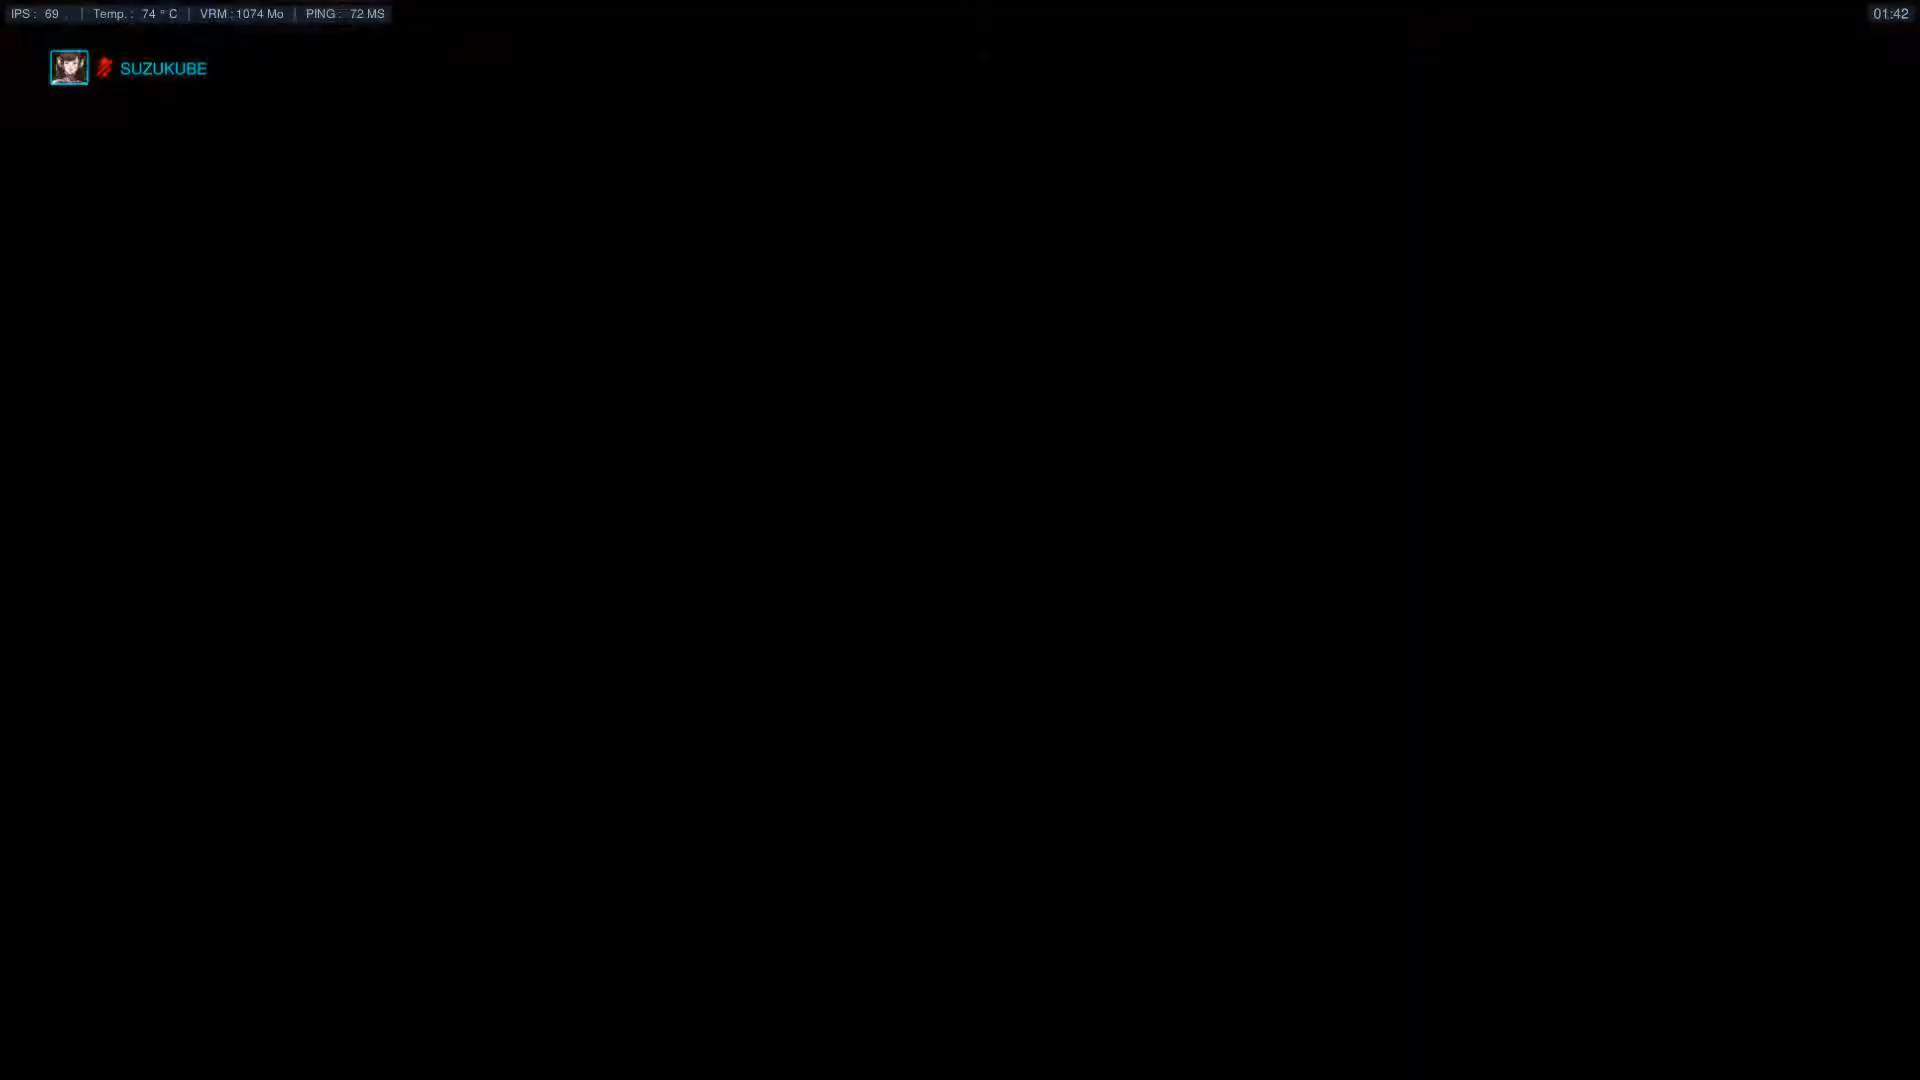 IPS : 69 | Temp. : 74 ° C | VRM : 1074 Mo | PING : 72 MS
01:42
SUZUKUBE